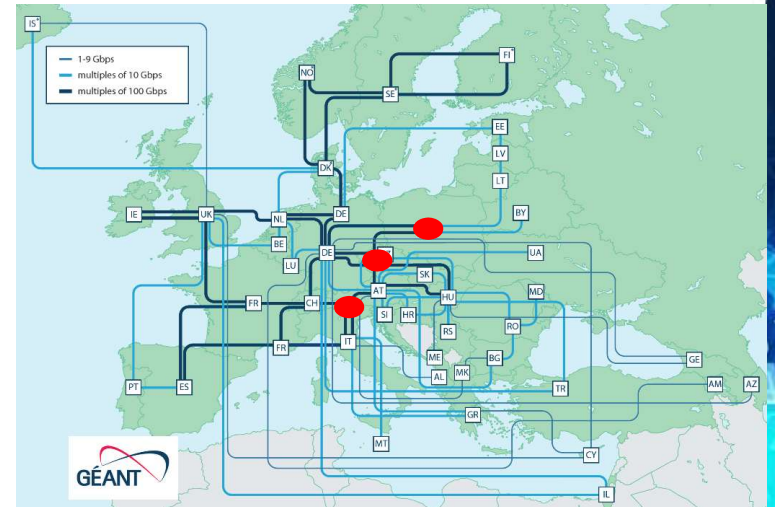 IS
1-9 Gbps
multiples of 10 Gbps
multiples of 100 Gbps
NO
FI
SE
EE
LV
DK
LT
IE
UK
NL
DE
BY
BE
LU
DE
UA
SK
AT
HU
MD
FR
CH
SI
HR
RS
RO
FR
IT
ME
BG
GE
PT
ES
AL
MK
TR
AM
AZ
GR
MT
CY
IL
GÉANT